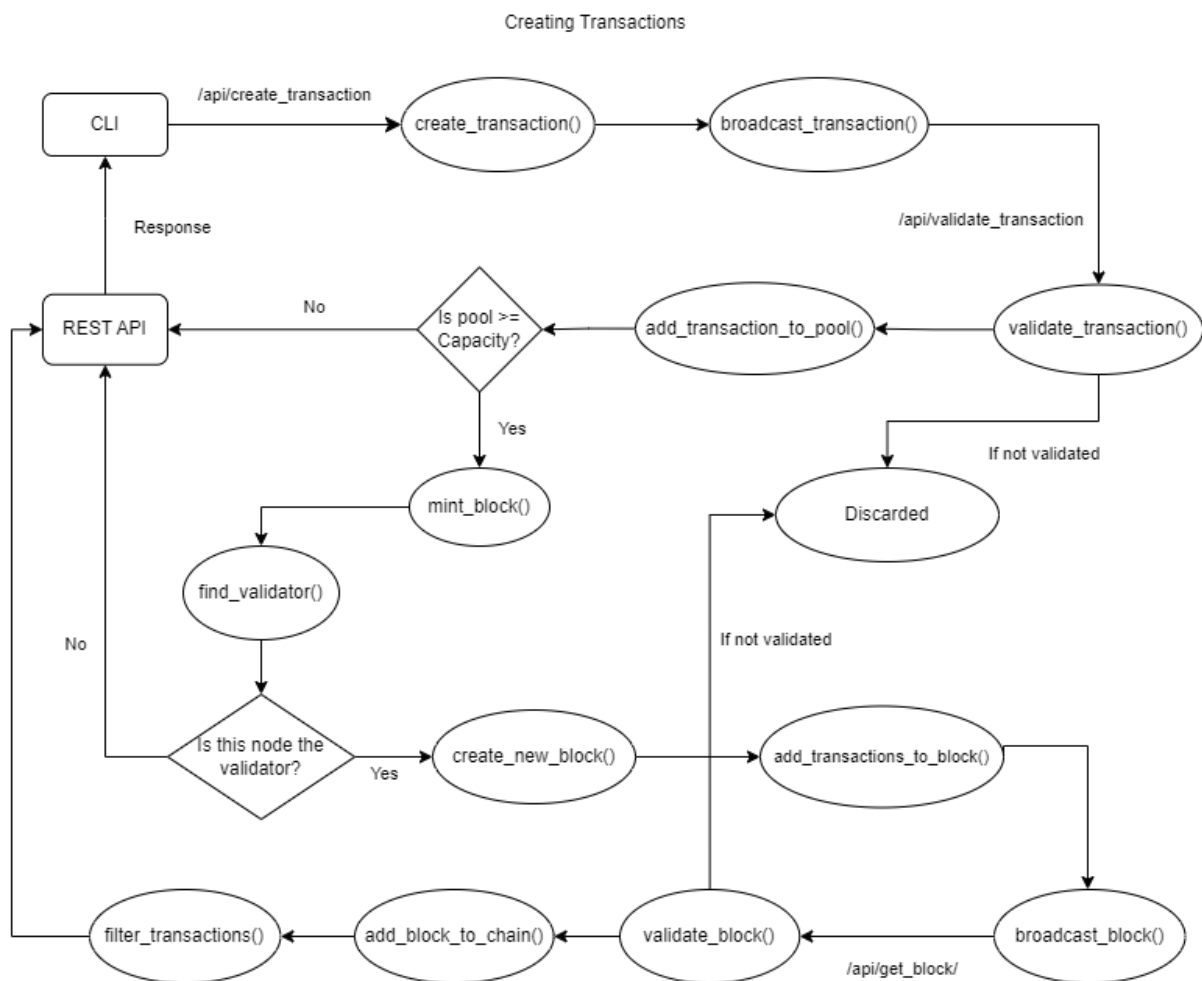 Creating Transactions
/api/create_transaction
CLI
create_transaction()
broadcast_transaction()
Response
/api/validate_transaction
REST API
No
Is pool >=
Capacity?
add_transaction_to_pool()
validate_transaction()
Yes
If not validated
mint_block()
Discarded
find_validator()
No
If not validated
Is this node the
validator?
Yes
create_new_block()
add_transactions_to_block()
filter_transactions()
add_block_to_chain()
validate_block()
/api/get_block/
broadcast_block()